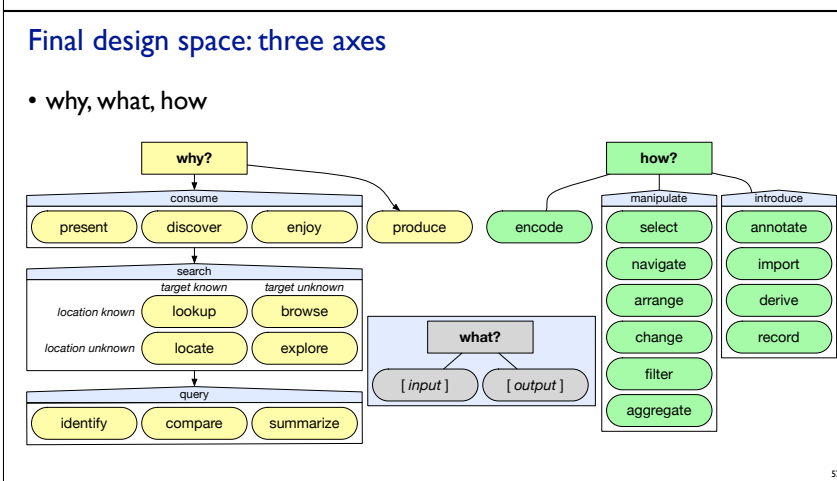 Final design space: three axes
• why, what, how
why?
consume
present discover enjoy
produce
search
target known target unknown
location known lookup browse
location unknown locate explore
query
identify compare summarize
what?
[ input ] [ output ]
how?
encode
manipulate
select
navigate
arrange
change
filter
aggregate
introduce
annotate
import
derive
record